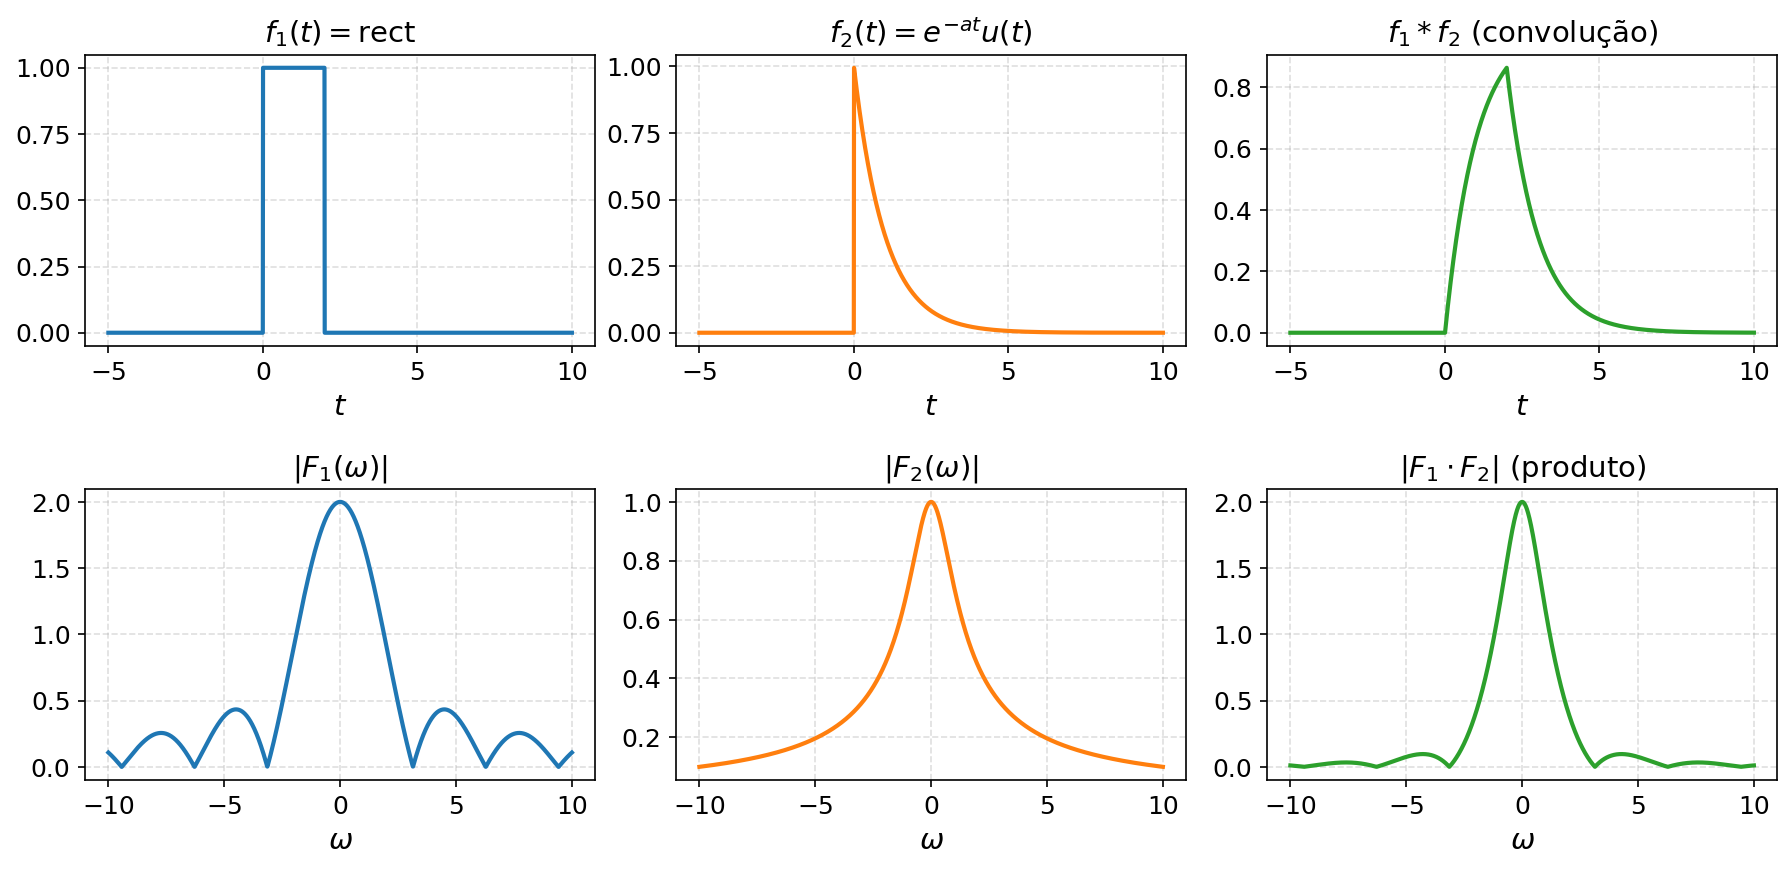 f₁(t) = rect
f₂(t) = e⁻ᵃᵗu(t)
f₁ * f₂ (convolução)
1.00
0.75
0.50
0.25
0.00
−5 0 5 10
t
1.00
0.75
0.50
0.25
0.00
−5 0 5 10
t
0.8
0.6
0.4
0.2
0.0
−5 0 5 10
t
|F₁(ω)|
|F₂(ω)|
|F₁ · F₂| (produto)
2.0
1.5
1.0
0.5
0.0
−10 −5 0 5 10
ω
1.0
0.8
0.6
0.4
0.2
−10 −5 0 5 10
ω
2.0
1.5
1.0
0.5
0.0
−10 −5 0 5 10
ω